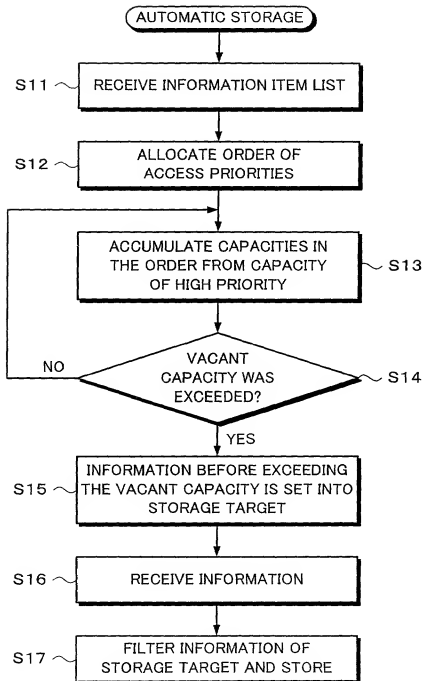 AUTOMATIC STORAGE
S11
RECEIVE INFORMATION ITEM LIST
S12
ALLOCATE ORDER OF
ACCESS PRIORITIES
ACCUMULATE CAPACITIES IN
THE ORDER FROM CAPACITY
OF HIGH PRIORITY
S13
NO
VACANT
CAPACITY WAS
EXCEEDED?
S14
YES
S15
INFORMATION BEFORE EXCEEDING
THE VACANT CAPACITY IS SET INTO
STORAGE TARGET
S16
RECEIVE INFORMATION
S17
FILTER INFORMATION OF
STORAGE TARGET AND STORE